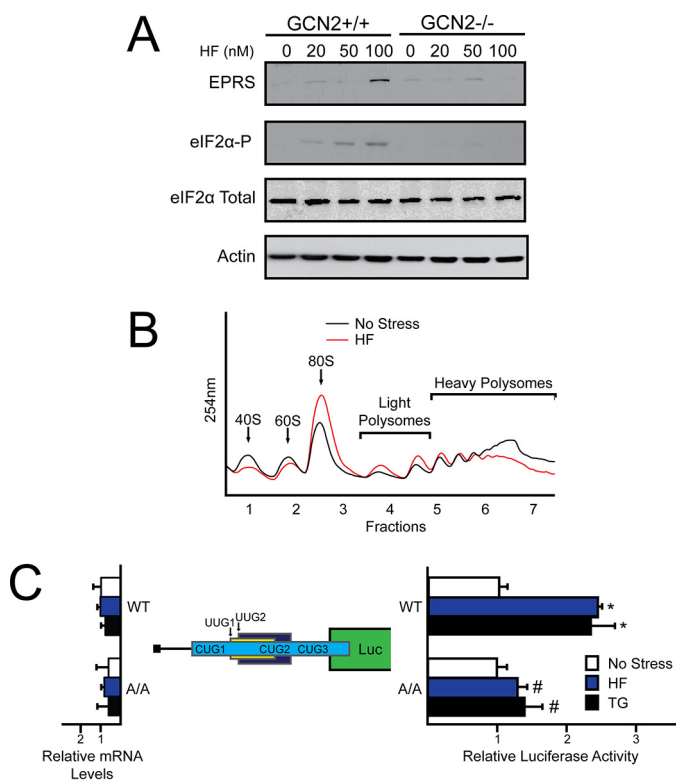 A
GCN2+/+ GCN2-/-
HF (nM) 0 20 50 100 0 20 50 100
EPRS
eIF2α-P
eIF2α Total
Actin
B
No Stress
HF
254nm
40S
60S
80S
Light
Polysomes
Heavy Polysomes
1 2 3 4 5 6 7
Fractions
C
WT
A/A
2 1
Relative mRNA
Levels
UUG1
UUG2
CUG1 CUG2 CUG3 Luc
WT
A/A
*
*
#
#
No Stress
HF
TG
1 2 3
Relative Luciferase Activity